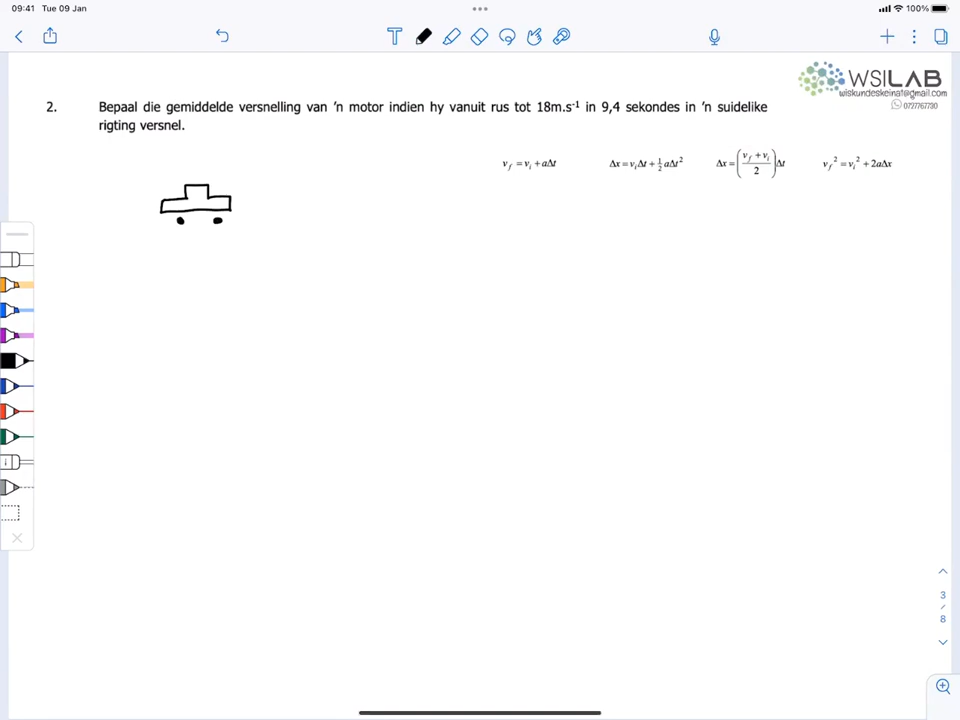 09:41 Tue 09 Jan
100%
WSILAB
wiskundeskeinat@gmail.com
0727767730
2. Bepaal die gemiddelde versnelling van 'n motor indien hy vanuit rus tot 18m.s⁻¹ in 9,4 sekondes in 'n suidelike
rigting versnel.
v_f = v_i + aΔt Δx = v_iΔt + ½ aΔt² Δx = ((v_f + v_i)/2)Δt v_f² = v_i² + 2aΔx
3
/
8